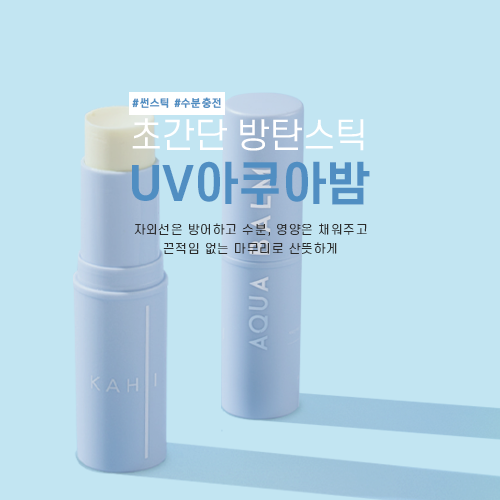 #썬스틱 #수분충전
초간단 방탄스틱
UV아쿠아밤
자외선은 방어하고 수분, 영양은 채워주고
끈적임 없는 마무리로 산뜻하게
AQUA BALM
KAHI